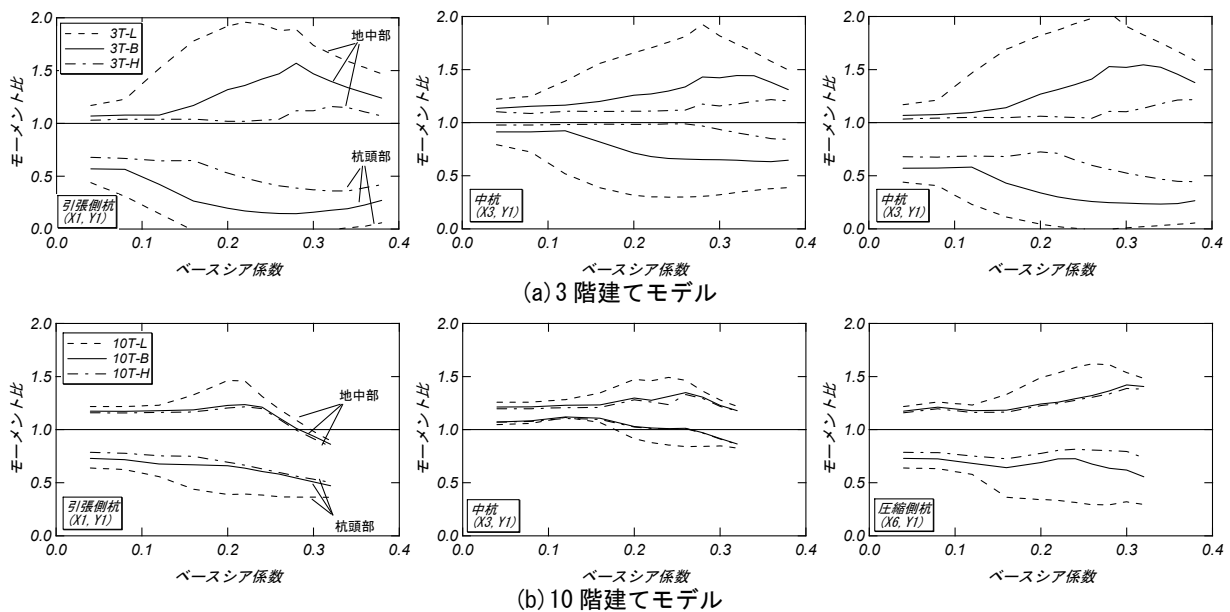 2.0
1.5
1.0
0.5
0.0
モーメント比
3T-L
3T-B
3T-H
地中部
杭頭部
引張側杭
(X1, Y1)
0.0 0.1 0.2 0.3 0.4
ベースシア係数
2.0
1.5
1.0
0.5
0.0
モーメント比
中杭
(X3, Y1)
0.0 0.1 0.2 0.3 0.4
ベースシア係数
2.0
1.5
1.0
0.5
0.0
モーメント比
中杭
(X3, Y1)
0.0 0.1 0.2 0.3 0.4
ベースシア係数
(a)3 階建てモデル
2.0
1.5
1.0
0.5
0.0
モーメント比
10T-L
10T-B
10T-H
地中部
杭頭部
引張側杭
(X1, Y1)
0.0 0.1 0.2 0.3 0.4
ベースシア係数
2.0
1.5
1.0
0.5
0.0
モーメント比
中杭
(X3, Y1)
0.0 0.1 0.2 0.3 0.4
ベースシア係数
2.0
1.5
1.0
0.5
0.0
モーメント比
圧縮側杭
(X6, Y1)
0.0 0.1 0.2 0.3 0.4
ベースシア係数
(b)10 階建てモデル